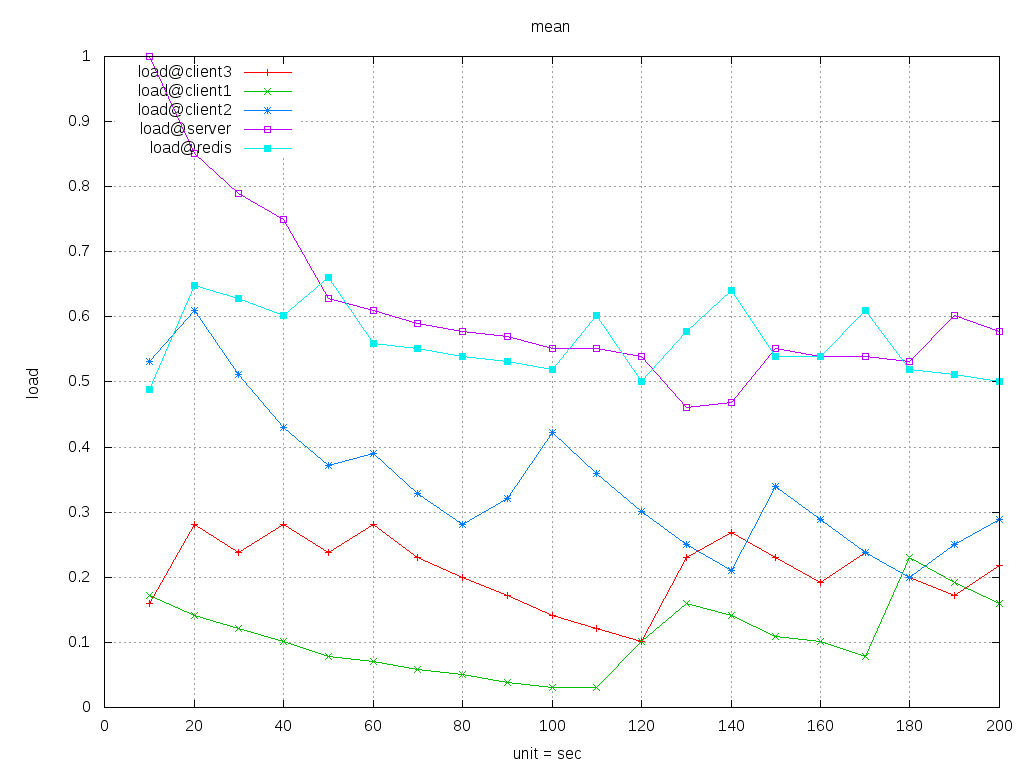 mean
1
0.9
0.8
0.7
0.6
0.5
0.4
0.3
0.2
0.1
0
load
load@client3
load@client1
load@client2
load@server
load@redis
0 20 40 60 80 100 120 140 160 180 200
unit = sec